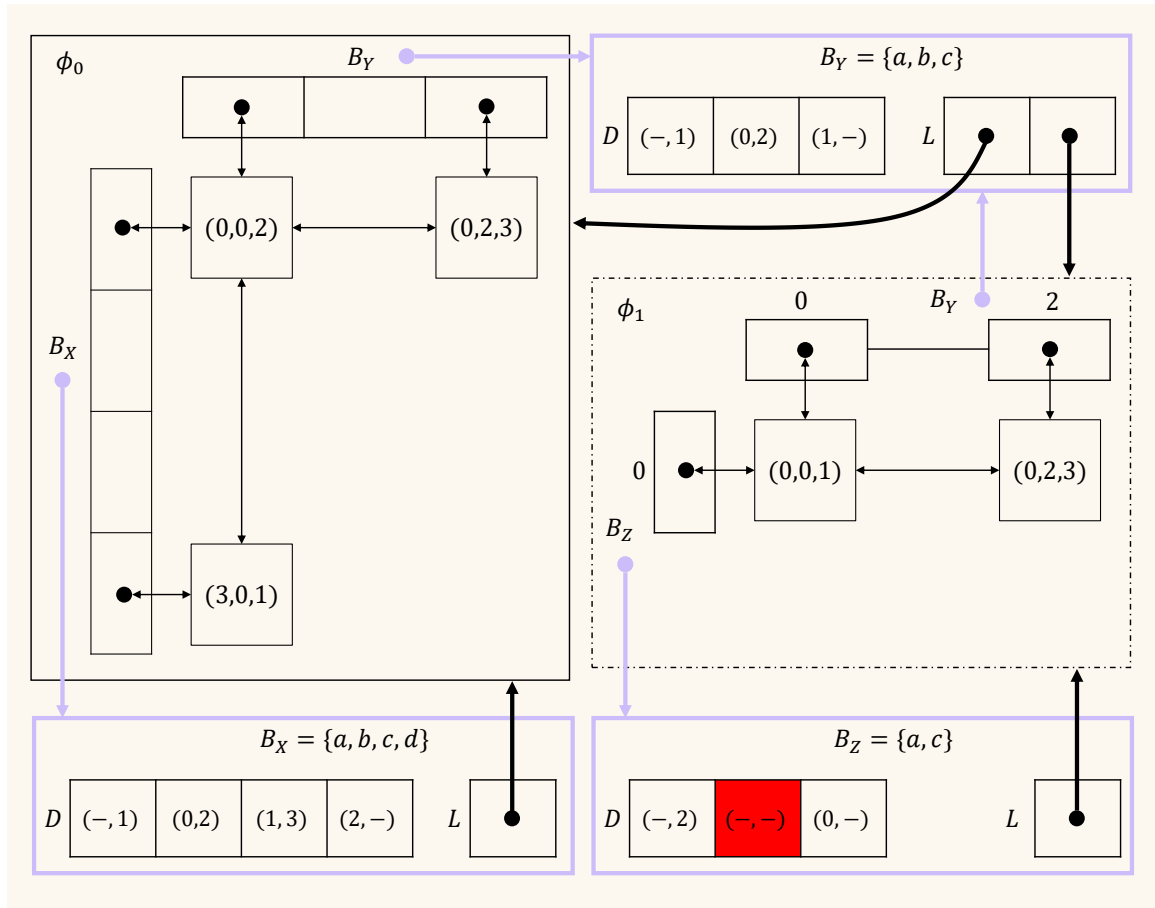 ϕ₀
B_Y
(0,0,2)
(0,2,3)
B_X
(3,0,1)
B_Y = {a, b, c}
D (−, 1) (0,2) (1, −) L
ϕ₁
0
B_Y
2
0
(0,0,1)
(0,2,3)
B_Z
B_X = {a, b, c, d}
D (−, 1) (0,2) (1, 3) (2, −) L
B_Z = {a, c}
D (−, 2) (−, −) (0, −) L